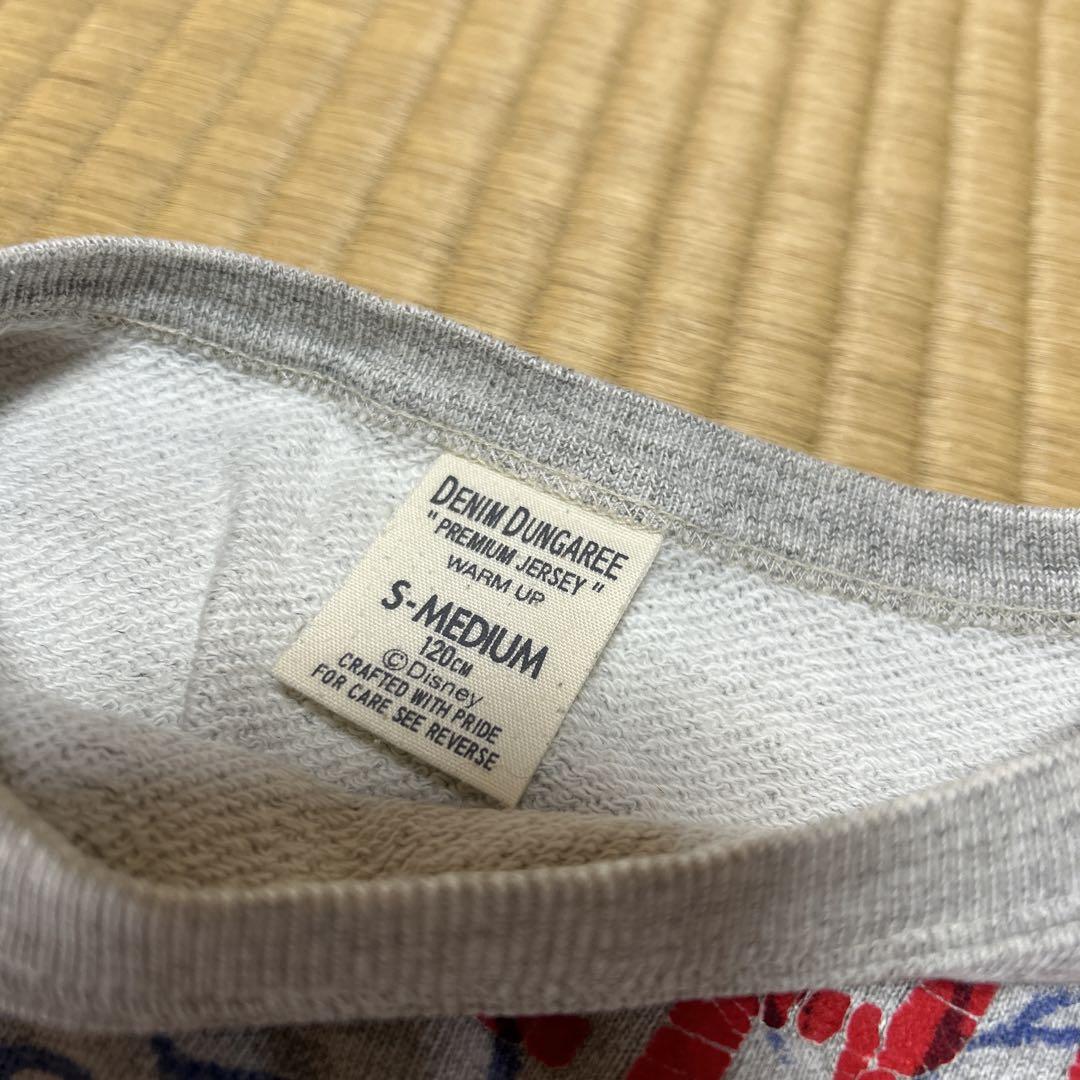 DENIM DUNGAREE
"PREMIUM JERSEY"
WARM UP
S-MEDIUM
120CM
©Disney
CRAFTED WITH PRIDE
FOR CARE SEE REVERSE